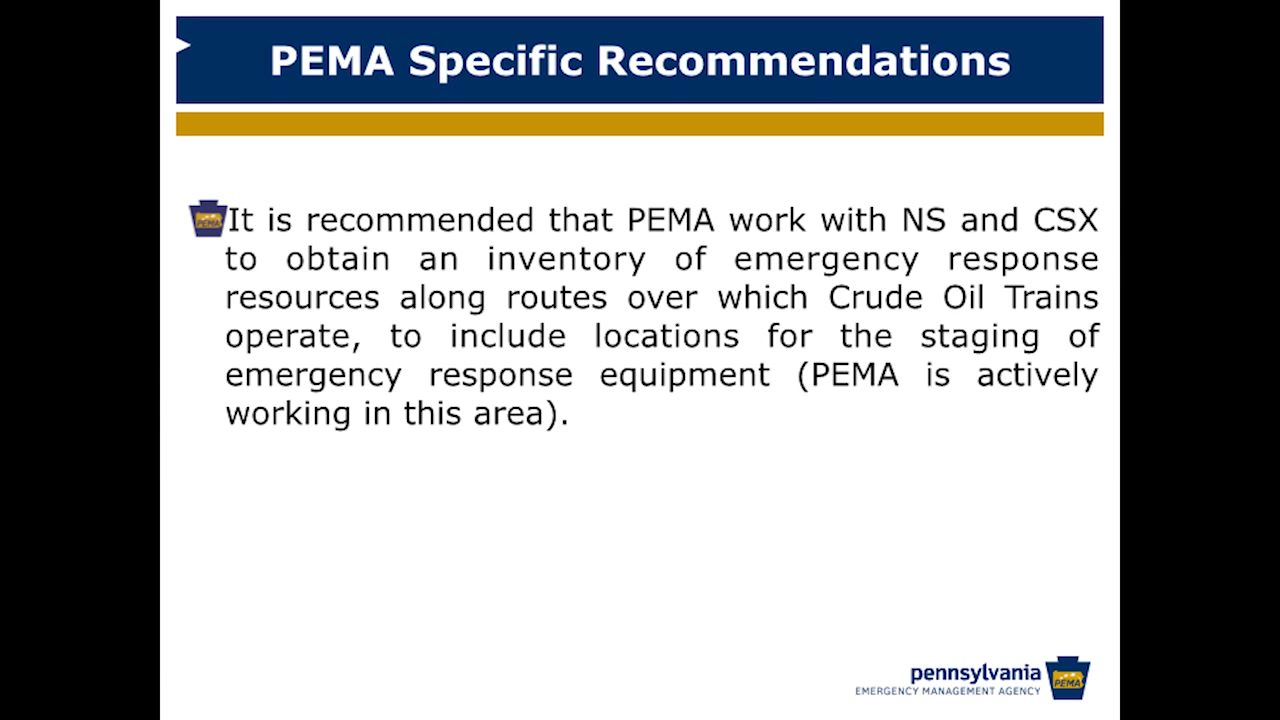 PEMA Specific Recommendations
PEMA
It is recommended that PEMA work with NS and CSX
to obtain an inventory of emergency response
resources along routes over which Crude Oil Trains
operate, to include locations for the staging of
emergency response equipment (PEMA is actively
working in this area).
pennsylvania
EMERGENCY MANAGEMENT AGENCY
PEMA